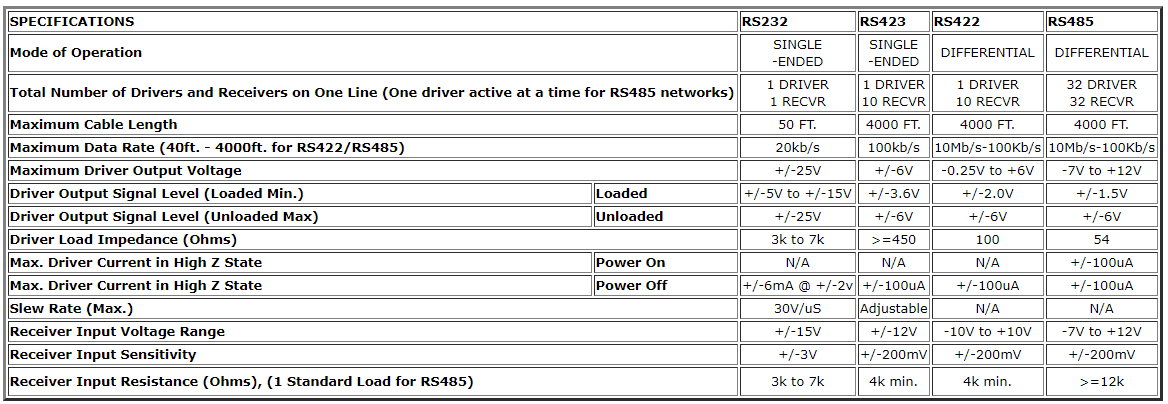 SPECIFICATIONS RS232 RS423 RS422 RS485
Mode of Operation SINGLE -ENDED SINGLE -ENDED DIFFERENTIAL DIFFERENTIAL
Total Number of Drivers and Receivers on One Line (One driver active at a time for RS485 networks) 1 DRIVER 1 RECVR 1 DRIVER 10 RECVR 1 DRIVER 10 RECVR 32 DRIVER 32 RECVR
Maximum Cable Length 50 FT. 4000 FT. 4000 FT. 4000 FT.
Maximum Data Rate (40ft. - 4000ft. for RS422/RS485) 20kb/s 100kb/s 10Mb/s-100Kb/s 10Mb/s-100Kb/s
Maximum Driver Output Voltage +/-25V +/-6V -0.25V to +6V -7V to +12V
Driver Output Signal Level (Loaded Min.) Loaded +/-5V to +/-15V +/-3.6V +/-2.0V +/-1.5V
Driver Output Signal Level (Unloaded Max) Unloaded +/-25V +/-6V +/-6V +/-6V
Driver Load Impedance (Ohms) 3k to 7k >=450 100 54
Max. Driver Current in High Z State Power On N/A N/A N/A +/-100uA
Max. Driver Current in High Z State Power Off +/-6mA @ +/-2v +/-100uA +/-100uA +/-100uA
Slew Rate (Max.) 30V/uS Adjustable N/A N/A
Receiver Input Voltage Range +/-15V +/-12V -10V to +10V -7V to +12V
Receiver Input Sensitivity +/-3V +/-200mV +/-200mV +/-200mV
Receiver Input Resistance (Ohms), (1 Standard Load for RS485) 3k to 7k 4k min. 4k min. >=12k